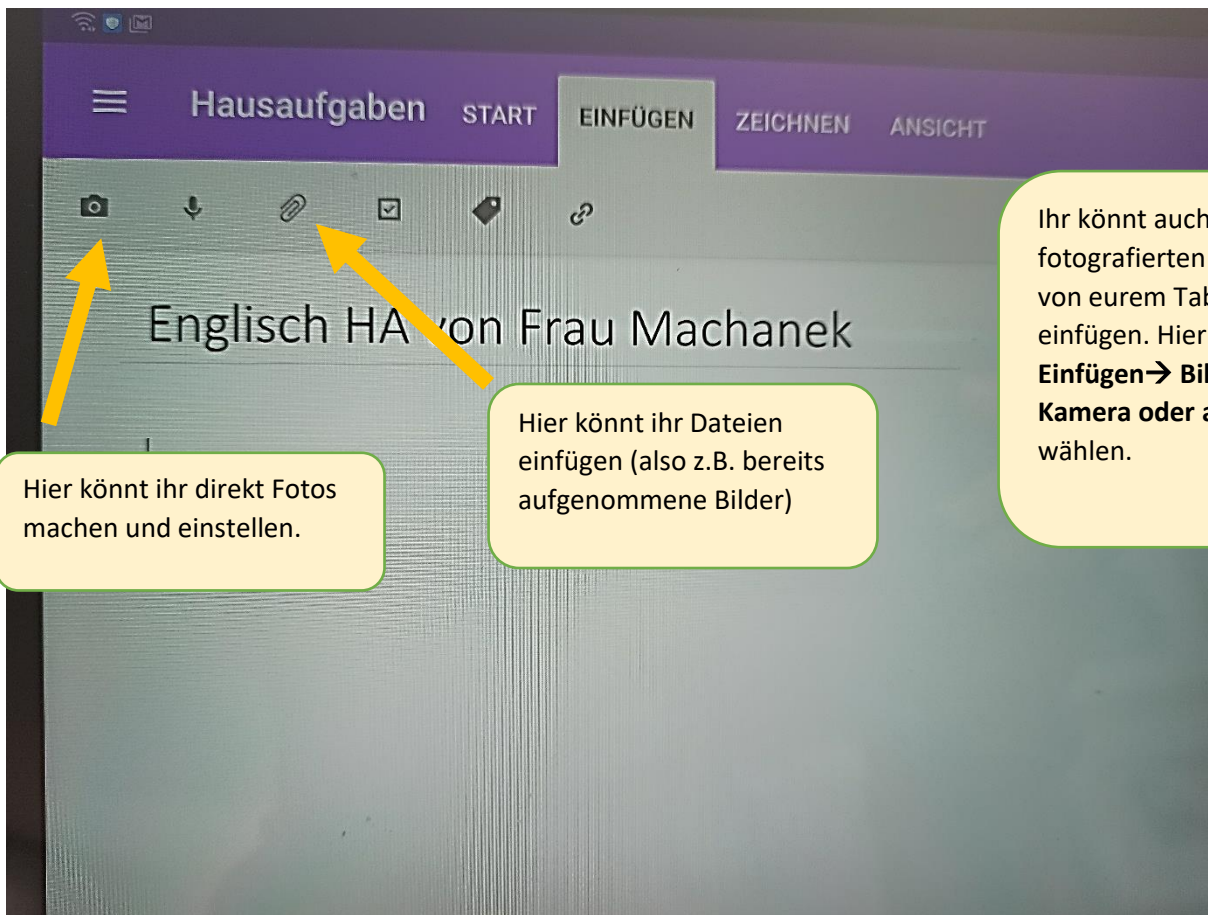 Hausaufgaben START EINFÜGEN ZEICHNEN ANSICHT
Englisch HA von Frau Machanek
Ihr könnt auch
fotografierten
von eurem
einfügen. Hier
Einfügen→
Kamera oder
wählen.
Hier könnt ihr Dateien
einfügen (also z.B. bereits
aufgenommene Bilder)
Hier könnt ihr direkt Fotos
machen und einstellen.